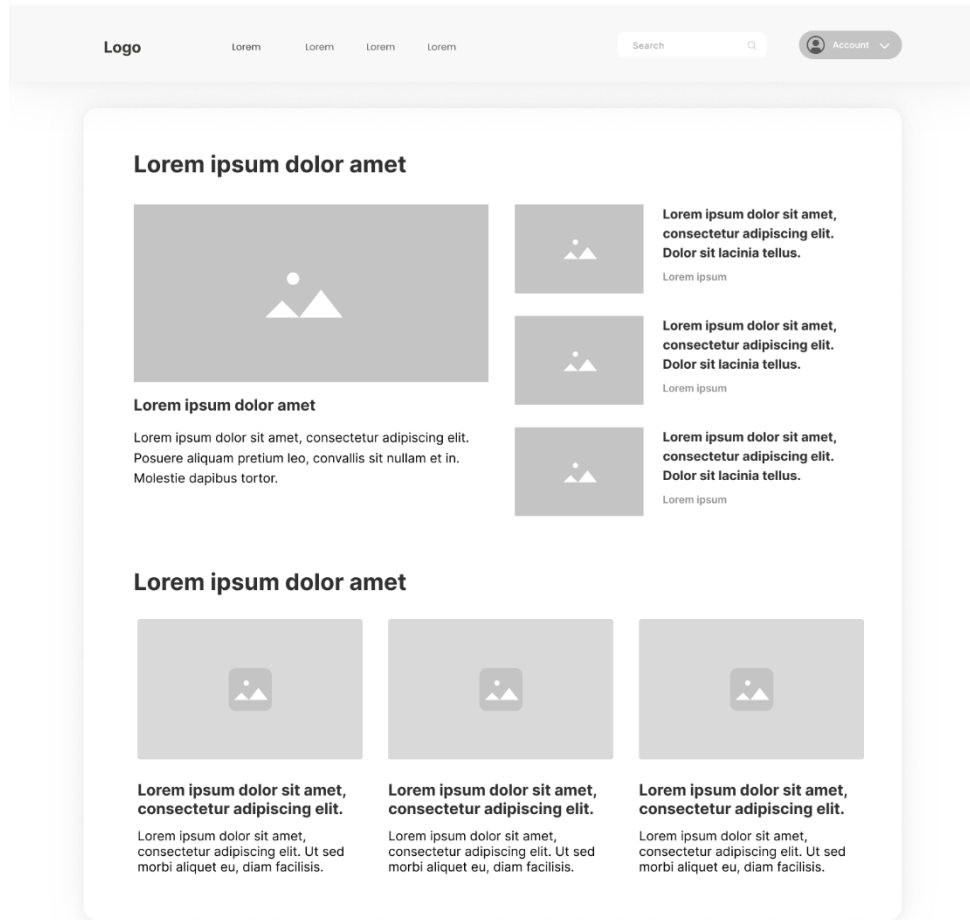 Logo
Lorem
Lorem
Lorem
Lorem
Search
Account
Lorem ipsum dolor amet
Lorem ipsum dolor amet
Lorem ipsum dolor sit amet, consectetur adipiscing elit.
Posuere aliquam pretium leo, convallis sit nullam et in.
Molestie dapibus tortor.
Lorem ipsum dolor sit amet,
consectetur adipiscing elit.
Dolor sit lacinia tellus.
Lorem ipsum
Lorem ipsum dolor sit amet,
consectetur adipiscing elit.
Dolor sit lacinia tellus.
Lorem ipsum
Lorem ipsum dolor sit amet,
consectetur adipiscing elit.
Dolor sit lacinia tellus.
Lorem ipsum
Lorem ipsum dolor amet
Lorem ipsum dolor sit amet,
consectetur adipiscing elit.
Lorem ipsum dolor sit amet,
consectetur adipiscing elit. Ut sed
morbi aliquet eu, diam facilisis.
Lorem ipsum dolor sit amet,
consectetur adipiscing elit.
Lorem ipsum dolor sit amet,
consectetur adipiscing elit. Ut sed
morbi aliquet eu, diam facilisis.
Lorem ipsum dolor sit amet,
consectetur adipiscing elit.
Lorem ipsum dolor sit amet,
consectetur adipiscing elit. Ut sed
morbi aliquet eu, diam facilisis.